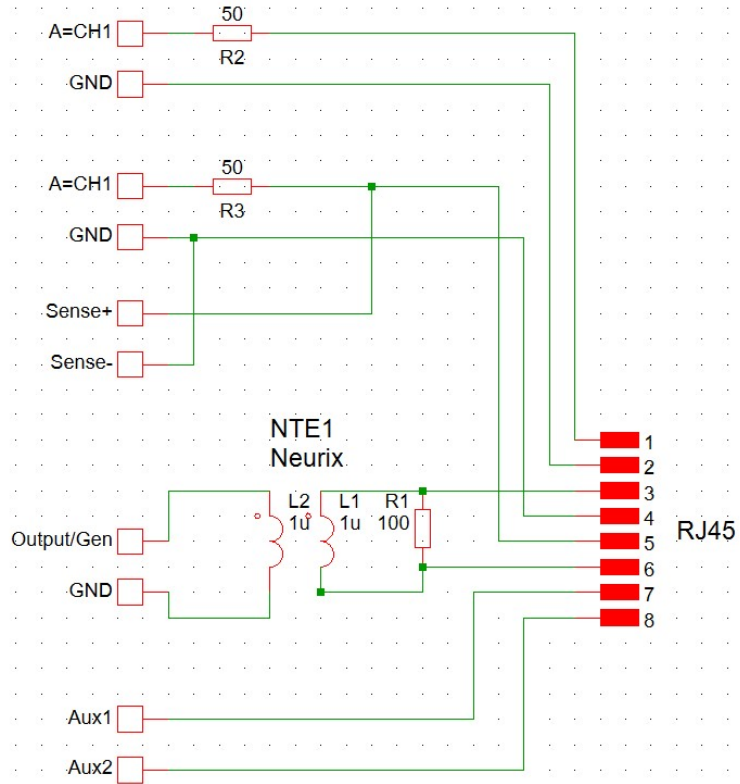 A=CH1
50
R2
GND
A=CH1
50
R3
GND
Sense+
Sense-
NTE1
Neurix
L2
1u
L1
1u
R1
100
Output/Gen
GND
Aux1
Aux2
1
2
3
4
5
6
7
8
RJ45